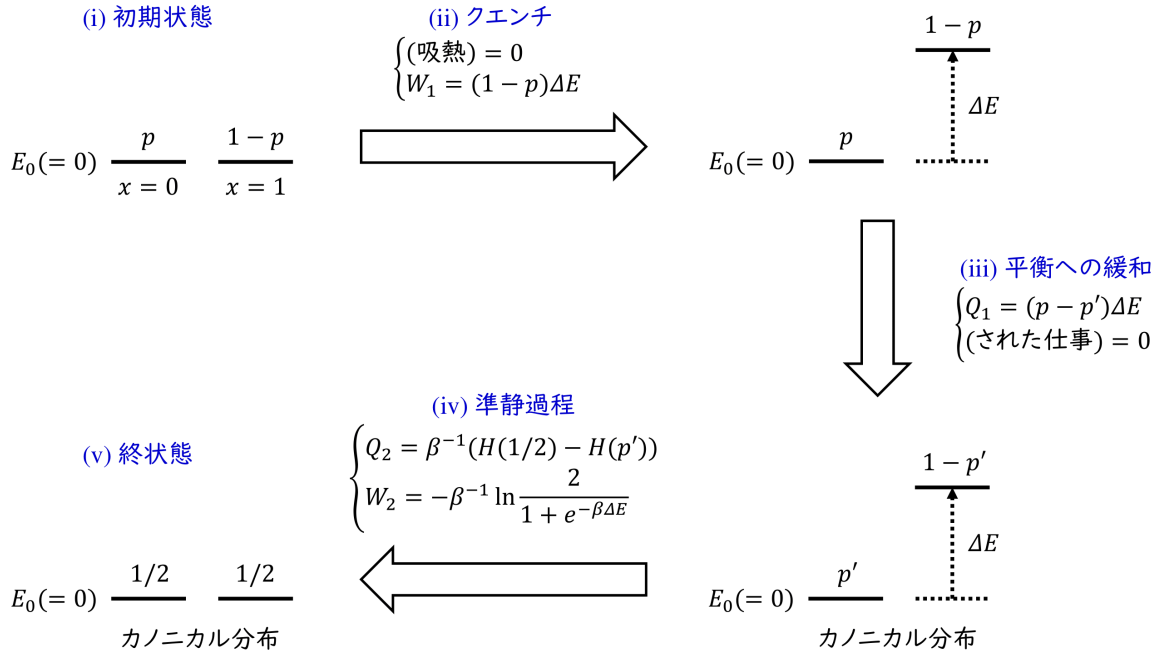 (i) 初期状態
E₀(= 0)
p
1 − p
x = 0
x = 1
(ii) クエンチ
(吸熱) = 0
W₁ = (1 − p)ΔE
1 − p
ΔE
E₀(= 0)
p
(iii) 平衡への緩和
Q₁ = (p − p′)ΔE
(された仕事) = 0
1 − p′
ΔE
E₀(= 0)
p′
カノニカル分布
(iv) 準静過程
Q₂ = β⁻¹(H(1/2) − H(p′))
W₂ = −β⁻¹ ln 2 / (1 + e^{−βΔE})
(v) 終状態
E₀(= 0)
1/2
1/2
カノニカル分布